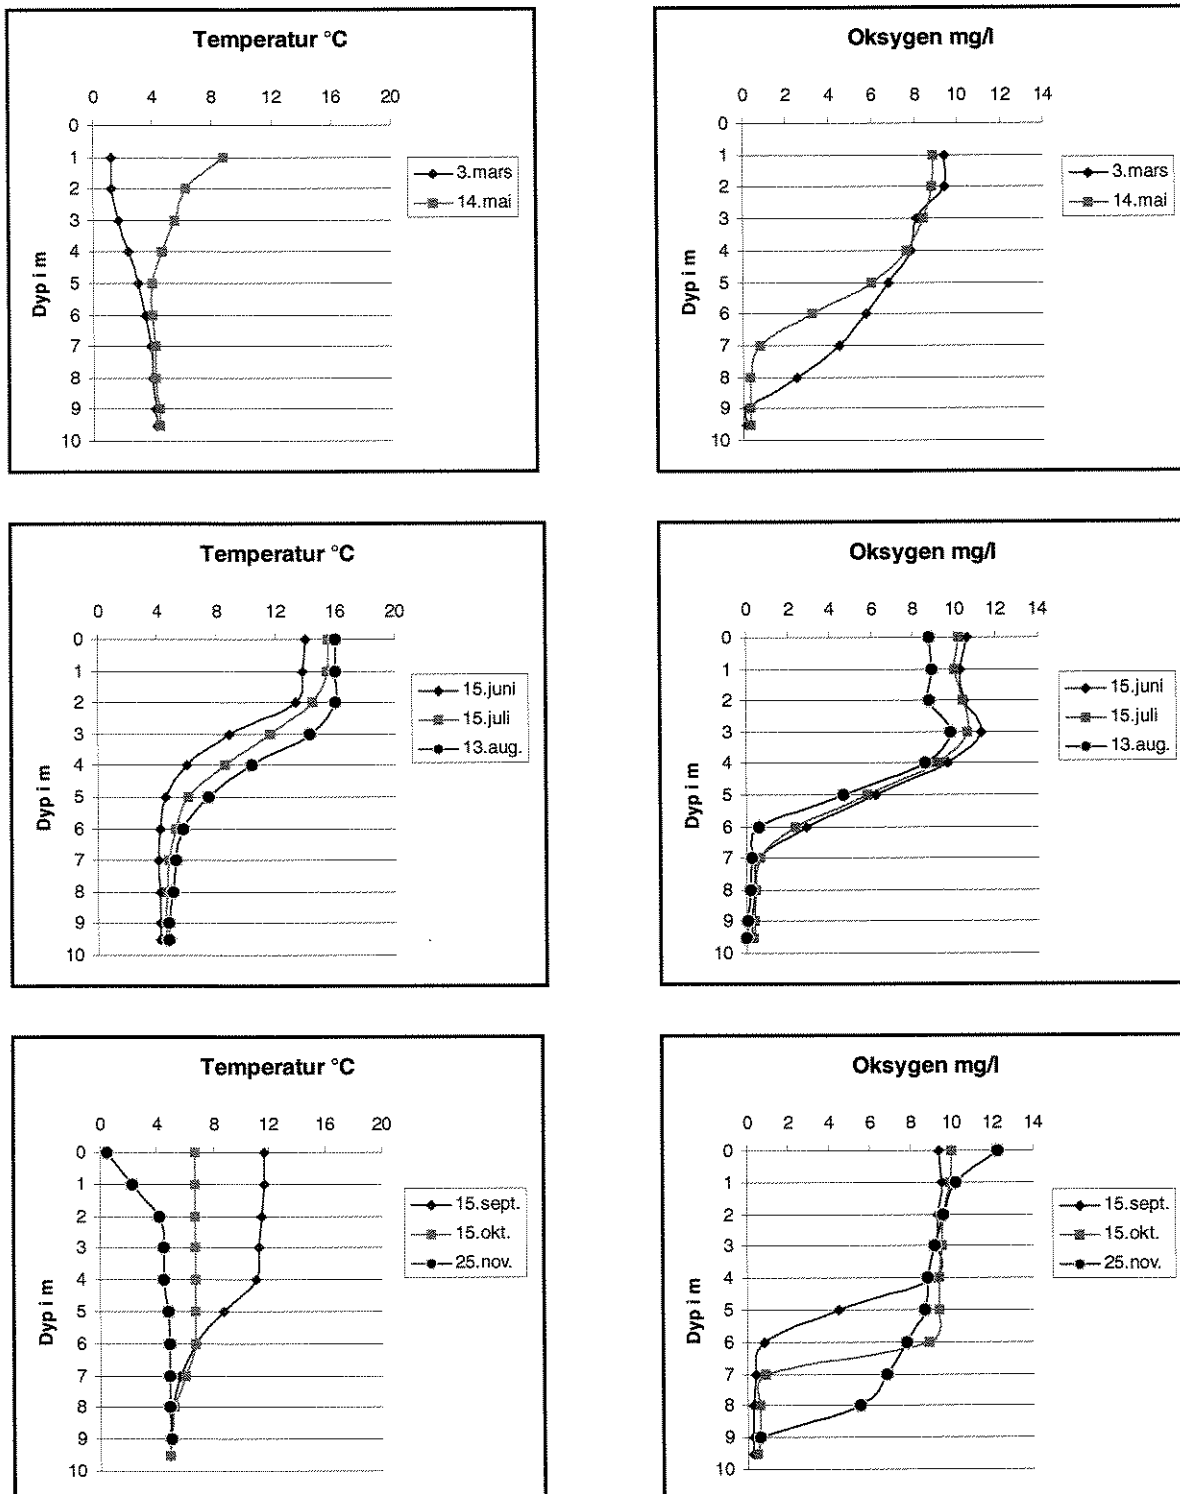 Temperatur °C
0 4 8 12 16 20
0
1
2
3
4
5
6
7
8
9
10
Dyp i m
3.mars
14.mai
Oksygen mg/l
0 2 4 6 8 10 12 14
0
1
2
3
4
5
6
7
8
9
10
Dyp i m
3.mars
14.mai
Temperatur °C
0 4 8 12 16 20
0
1
2
3
4
5
6
7
8
9
10
Dyp i m
15.juni
15.juli
13.aug.
Oksygen mg/l
0 2 4 6 8 10 12 14
0
1
2
3
4
5
6
7
8
9
10
Dyp i m
15.juni
15.juli
13.aug.
Temperatur °C
0 4 8 12 16 20
0
1
2
3
4
5
6
7
8
9
10
Dyp i m
15.sept.
15.okt.
25.nov.
Oksygen mg/l
0 2 4 6 8 10 12 14
0
1
2
3
4
5
6
7
8
9
10
Dyp i m
15.sept.
15.okt.
25.nov.